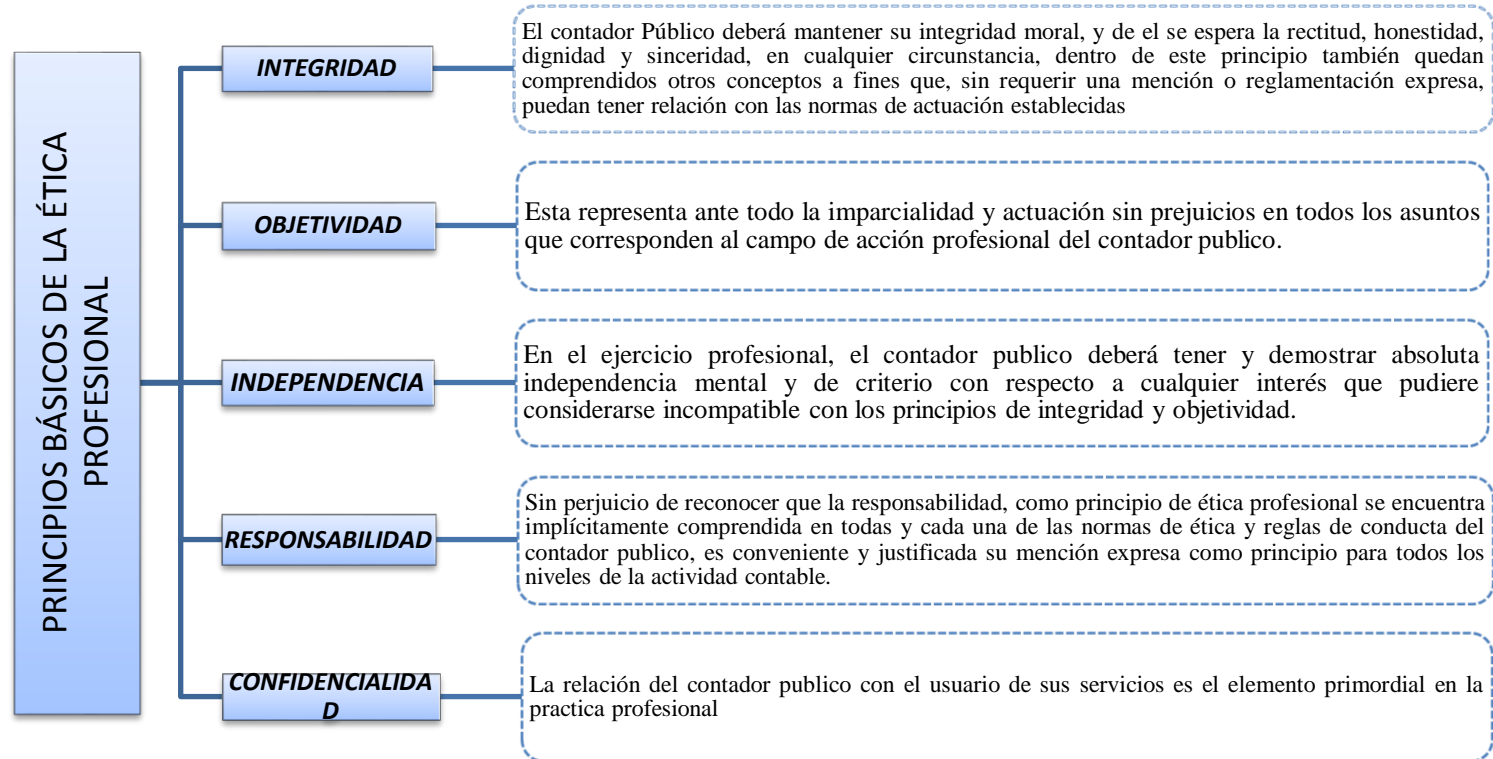 PRINCIPIOS BÁSICOS DE LA ÉTICA
PROFESIONAL
INTEGRIDAD
El contador Público deberá mantener su integridad moral, y de el se espera la rectitud, honestidad,
dignidad y sinceridad, en cualquier circunstancia, dentro de este principio también quedan
comprendidos otros conceptos a fines que, sin requerir una mención o reglamentación expresa,
puedan tener relación con las normas de actuación establecidas
OBJETIVIDAD
Esta representa ante todo la imparcialidad y actuación sin prejuicios en todos los asuntos
que corresponden al campo de acción profesional del contador publico.
INDEPENDENCIA
En el ejercicio profesional, el contador publico deberá tener y demostrar absoluta
independencia mental y de criterio con respecto a cualquier interés que pudiere
considerarse incompatible con los principios de integridad y objetividad.
RESPONSABILIDAD
Sin perjuicio de reconocer que la responsabilidad, como principio de ética profesional se encuentra
implícitamente comprendida en todas y cada una de las normas de ética y reglas de conducta del
contador publico, es conveniente y justificada su mención expresa como principio para todos los
niveles de la actividad contable.
CONFIDENCIALIDA
D
La relación del contador publico con el usuario de sus servicios es el elemento primordial en la
practica profesional